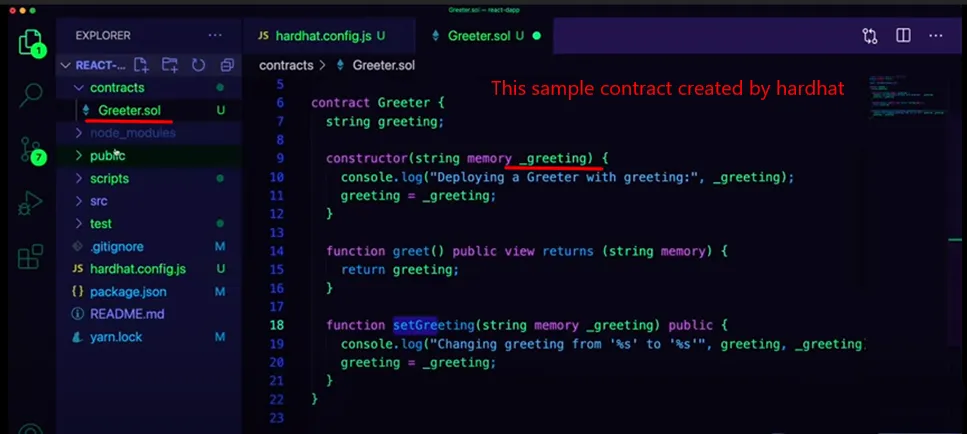 Greeter.sol — react-dapp
EXPLORER
···
JS hardhat.config.js U
Greeter.sol U
···
REACT-...
contracts > Greeter.sol
contracts
Greeter.sol U
node_modules
public
scripts
src
test
.gitignore M
JS hardhat.config.js U
{} package.json M
README.md
yarn.lock M
1
7
This sample contract created by hardhat
5
6 contract Greeter {
7 string greeting;
8
9 constructor(string memory _greeting) {
10 console.log("Deploying a Greeter with greeting:", _greeting);
11 greeting = _greeting;
12 }
13
14 function greet() public view returns (string memory) {
15 return greeting;
16 }
17
18 function setGreeting(string memory _greeting) public {
19 console.log("Changing greeting from '%s' to '%s'", greeting, _greeting)
20 greeting = _greeting;
21 }
22 }
23